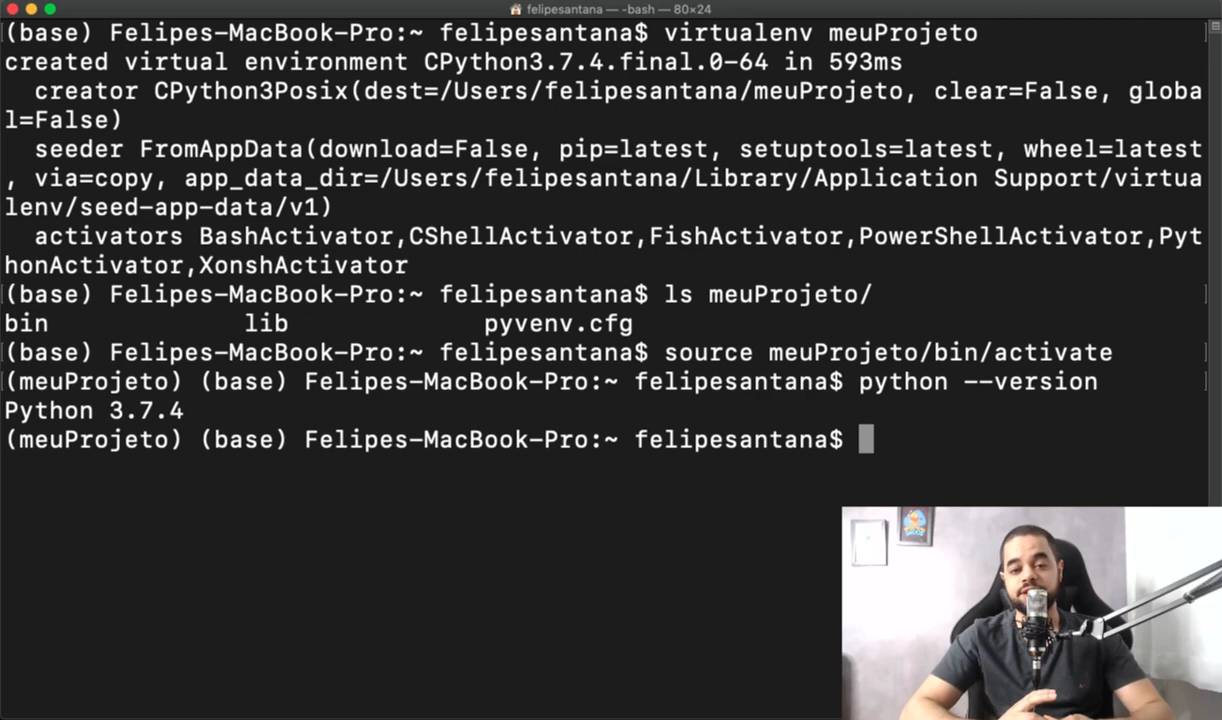 felipesantana — -bash — 80×24
(base) Felipes-MacBook-Pro:~ felipesantana$ virtualenv meuProjeto
created virtual environment CPython3.7.4.final.0-64 in 593ms
  creator CPython3Posix(dest=/Users/felipesantana/meuProjeto, clear=False, globa
l=False)
  seeder FromAppData(download=False, pip=latest, setuptools=latest, wheel=latest
, via=copy, app_data_dir=/Users/felipesantana/Library/Application Support/virtua
lenv/seed-app-data/v1)
  activators BashActivator,CShellActivator,FishActivator,PowerShellActivator,Pyt
honActivator,XonshActivator
(base) Felipes-MacBook-Pro:~ felipesantana$ ls meuProjeto/
bin		lib		pyvenv.cfg
(base) Felipes-MacBook-Pro:~ felipesantana$ source meuProjeto/bin/activate
(meuProjeto) (base) Felipes-MacBook-Pro:~ felipesantana$ python --version
Python 3.7.4
(meuProjeto) (base) Felipes-MacBook-Pro:~ felipesantana$